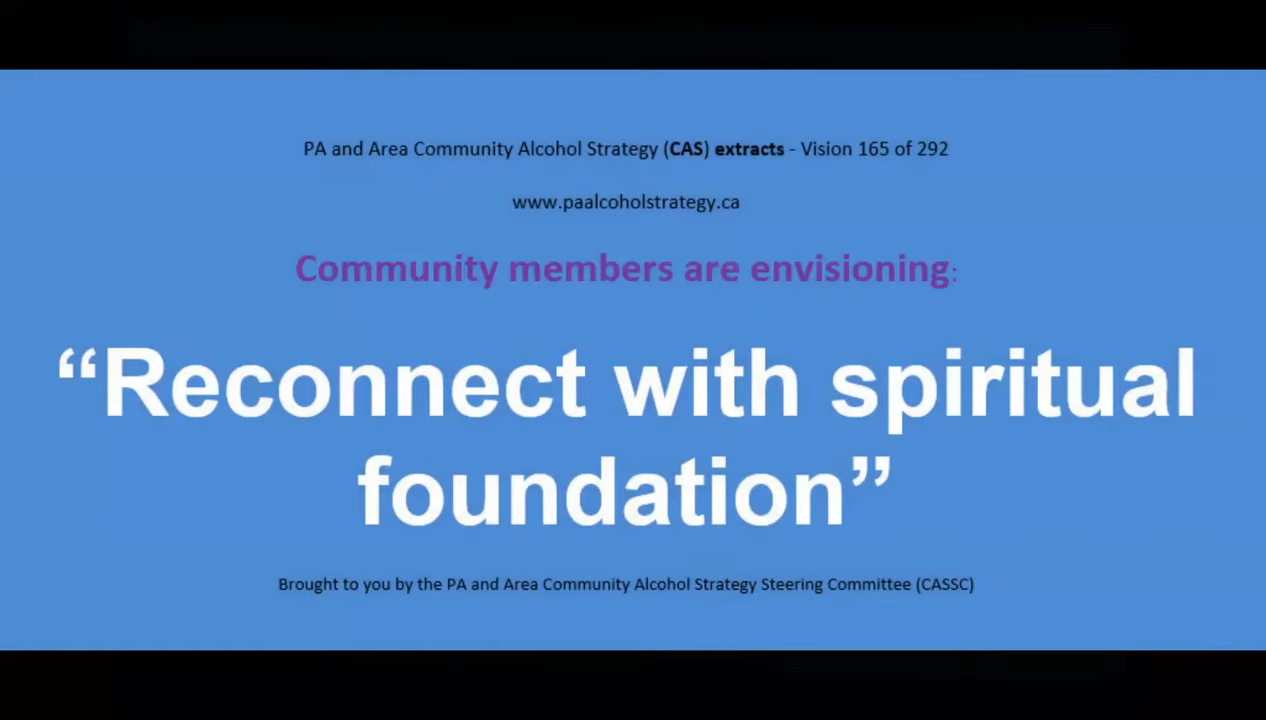 PA and Area Community Alcohol Strategy (CAS) extracts - Vision 165 of 292
www.paalcoholstrategy.ca
Community members are envisioning:
“Reconnect with spiritual
foundation”
Brought to you by the PA and Area Community Alcohol Strategy Steering Committee (CASSC)